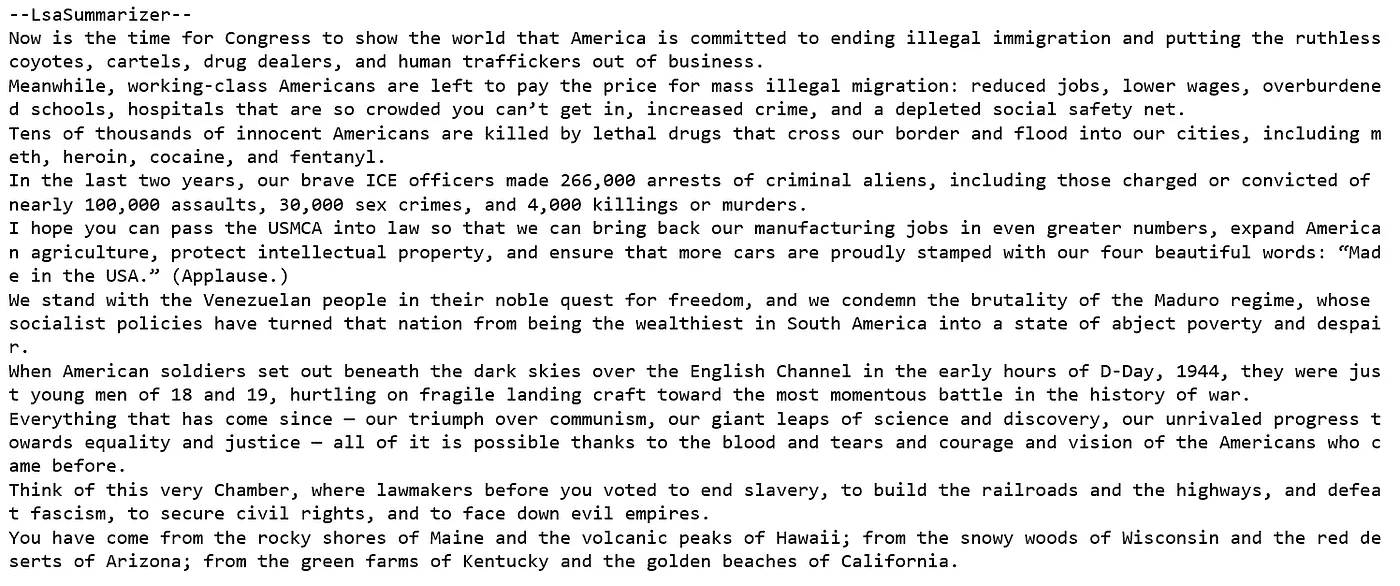 --LsaSummarizer--
Now is the time for Congress to show the world that America is committed to ending illegal immigration and putting the ruthless
coyotes, cartels, drug dealers, and human traffickers out of business.
Meanwhile, working-class Americans are left to pay the price for mass illegal migration: reduced jobs, lower wages, overburdene
d schools, hospitals that are so crowded you can’t get in, increased crime, and a depleted social safety net.
Tens of thousands of innocent Americans are killed by lethal drugs that cross our border and flood into our cities, including m
eth, heroin, cocaine, and fentanyl.
In the last two years, our brave ICE officers made 266,000 arrests of criminal aliens, including those charged or convicted of
nearly 100,000 assaults, 30,000 sex crimes, and 4,000 killings or murders.
I hope you can pass the USMCA into law so that we can bring back our manufacturing jobs in even greater numbers, expand America
n agriculture, protect intellectual property, and ensure that more cars are proudly stamped with our four beautiful words: “Mad
e in the USA.” (Applause.)
We stand with the Venezuelan people in their noble quest for freedom, and we condemn the brutality of the Maduro regime, whose
socialist policies have turned that nation from being the wealthiest in South America into a state of abject poverty and despai
r.
When American soldiers set out beneath the dark skies over the English Channel in the early hours of D-Day, 1944, they were jus
t young men of 18 and 19, hurtling on fragile landing craft toward the most momentous battle in the history of war.
Everything that has come since — our triumph over communism, our giant leaps of science and discovery, our unrivaled progress t
owards equality and justice — all of it is possible thanks to the blood and tears and courage and vision of the Americans who c
ame before.
Think of this very Chamber, where lawmakers before you voted to end slavery, to build the railroads and the highways, and defea
t fascism, to secure civil rights, and to face down evil empires.
You have come from the rocky shores of Maine and the volcanic peaks of Hawaii; from the snowy woods of Wisconsin and the red de
serts of Arizona; from the green farms of Kentucky and the golden beaches of California.